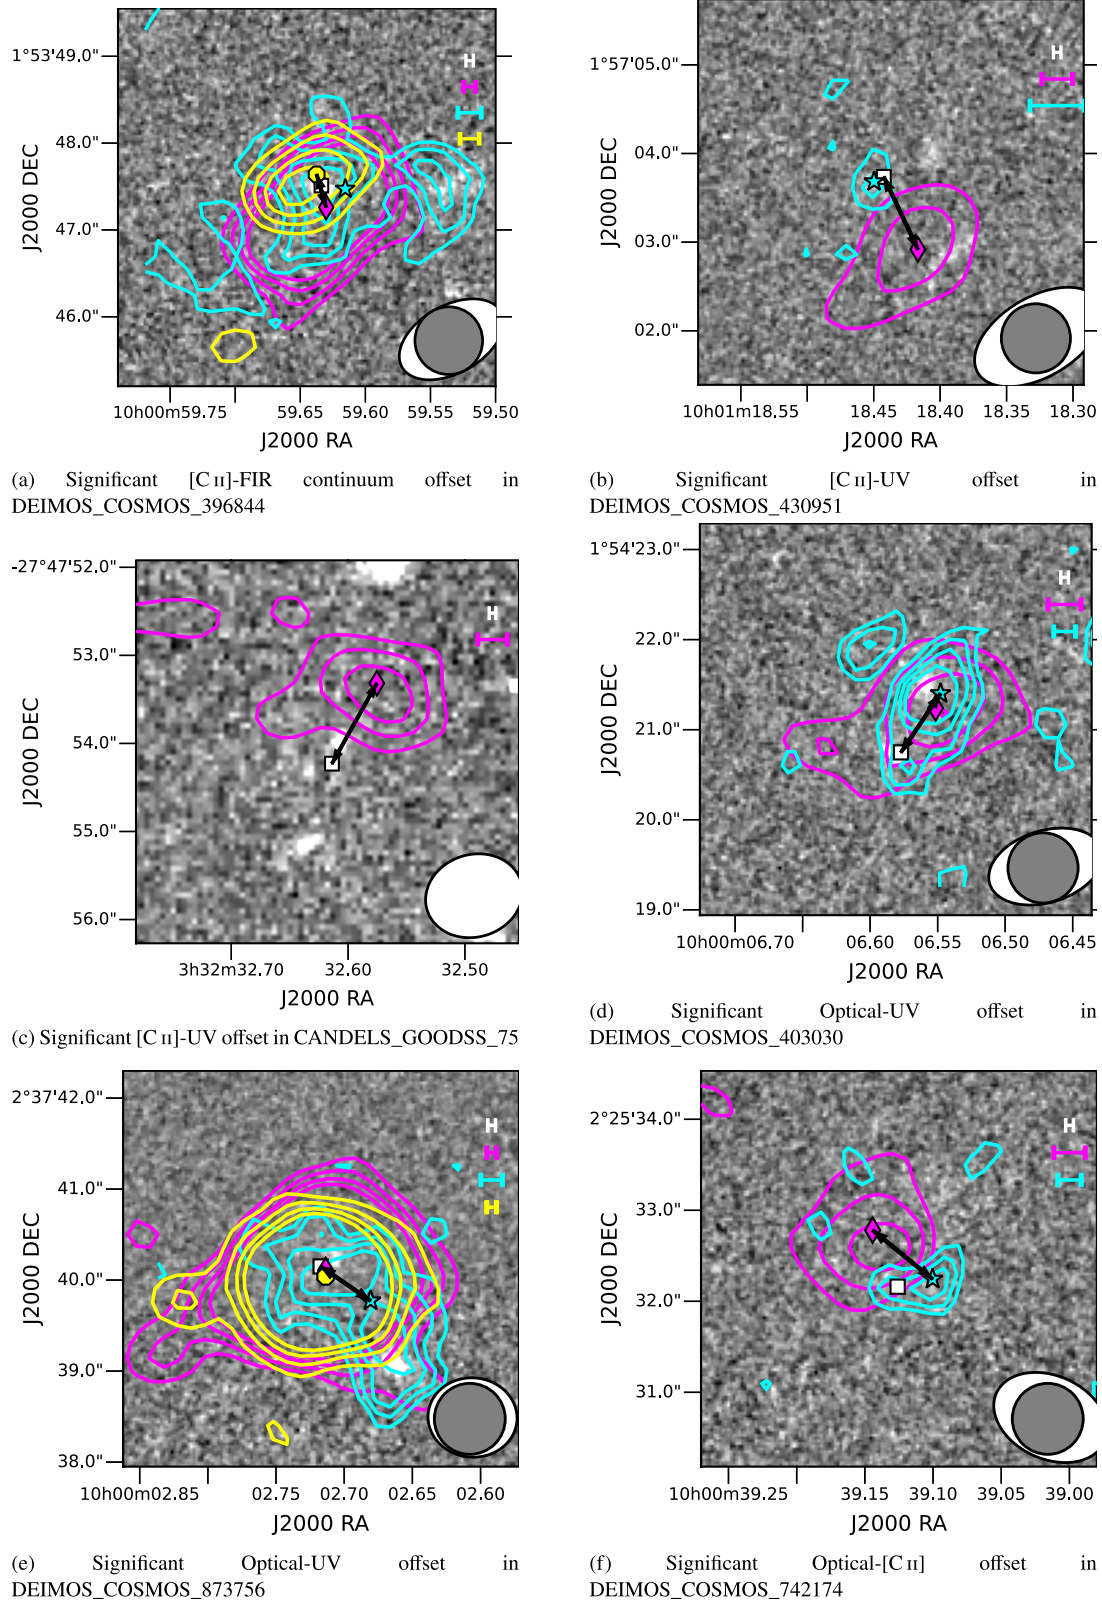 1°53'49.0"
48.0"
47.0"
46.0"
J2000 DEC
H
10h00m59.75 59.65 59.60 59.55 59.50
J2000 RA
(a) Significant [C II]-FIR continuum offset in
DEIMOS_COSMOS_396844
1°57'05.0"
04.0"
03.0"
02.0"
J2000 DEC
H
10h01m18.55 18.45 18.40 18.35 18.30
J2000 RA
(b) Significant [C II]-UV offset in
DEIMOS_COSMOS_430951
-27°47'52.0"
53.0"
54.0"
55.0"
56.0"
J2000 DEC
H
3h32m32.70 32.60 32.50
J2000 RA
(c) Significant [C II]-UV offset in CANDELS_GOODSS_75
1°54'23.0"
22.0"
21.0"
20.0"
19.0"
J2000 DEC
H
10h00m06.70 06.60 06.55 06.50 06.45
J2000 RA
(d) Significant Optical-UV offset in
DEIMOS_COSMOS_403030
2°37'42.0"
41.0"
40.0"
39.0"
38.0"
J2000 DEC
H
10h00m02.85 02.75 02.70 02.65 02.60
J2000 RA
(e) Significant Optical-UV offset in
DEIMOS_COSMOS_873756
2°25'34.0"
33.0"
32.0"
31.0"
J2000 DEC
H
10h00m39.25 39.15 39.10 39.05 39.00
J2000 RA
(f) Significant Optical-[C II] offset in
DEIMOS_COSMOS_742174